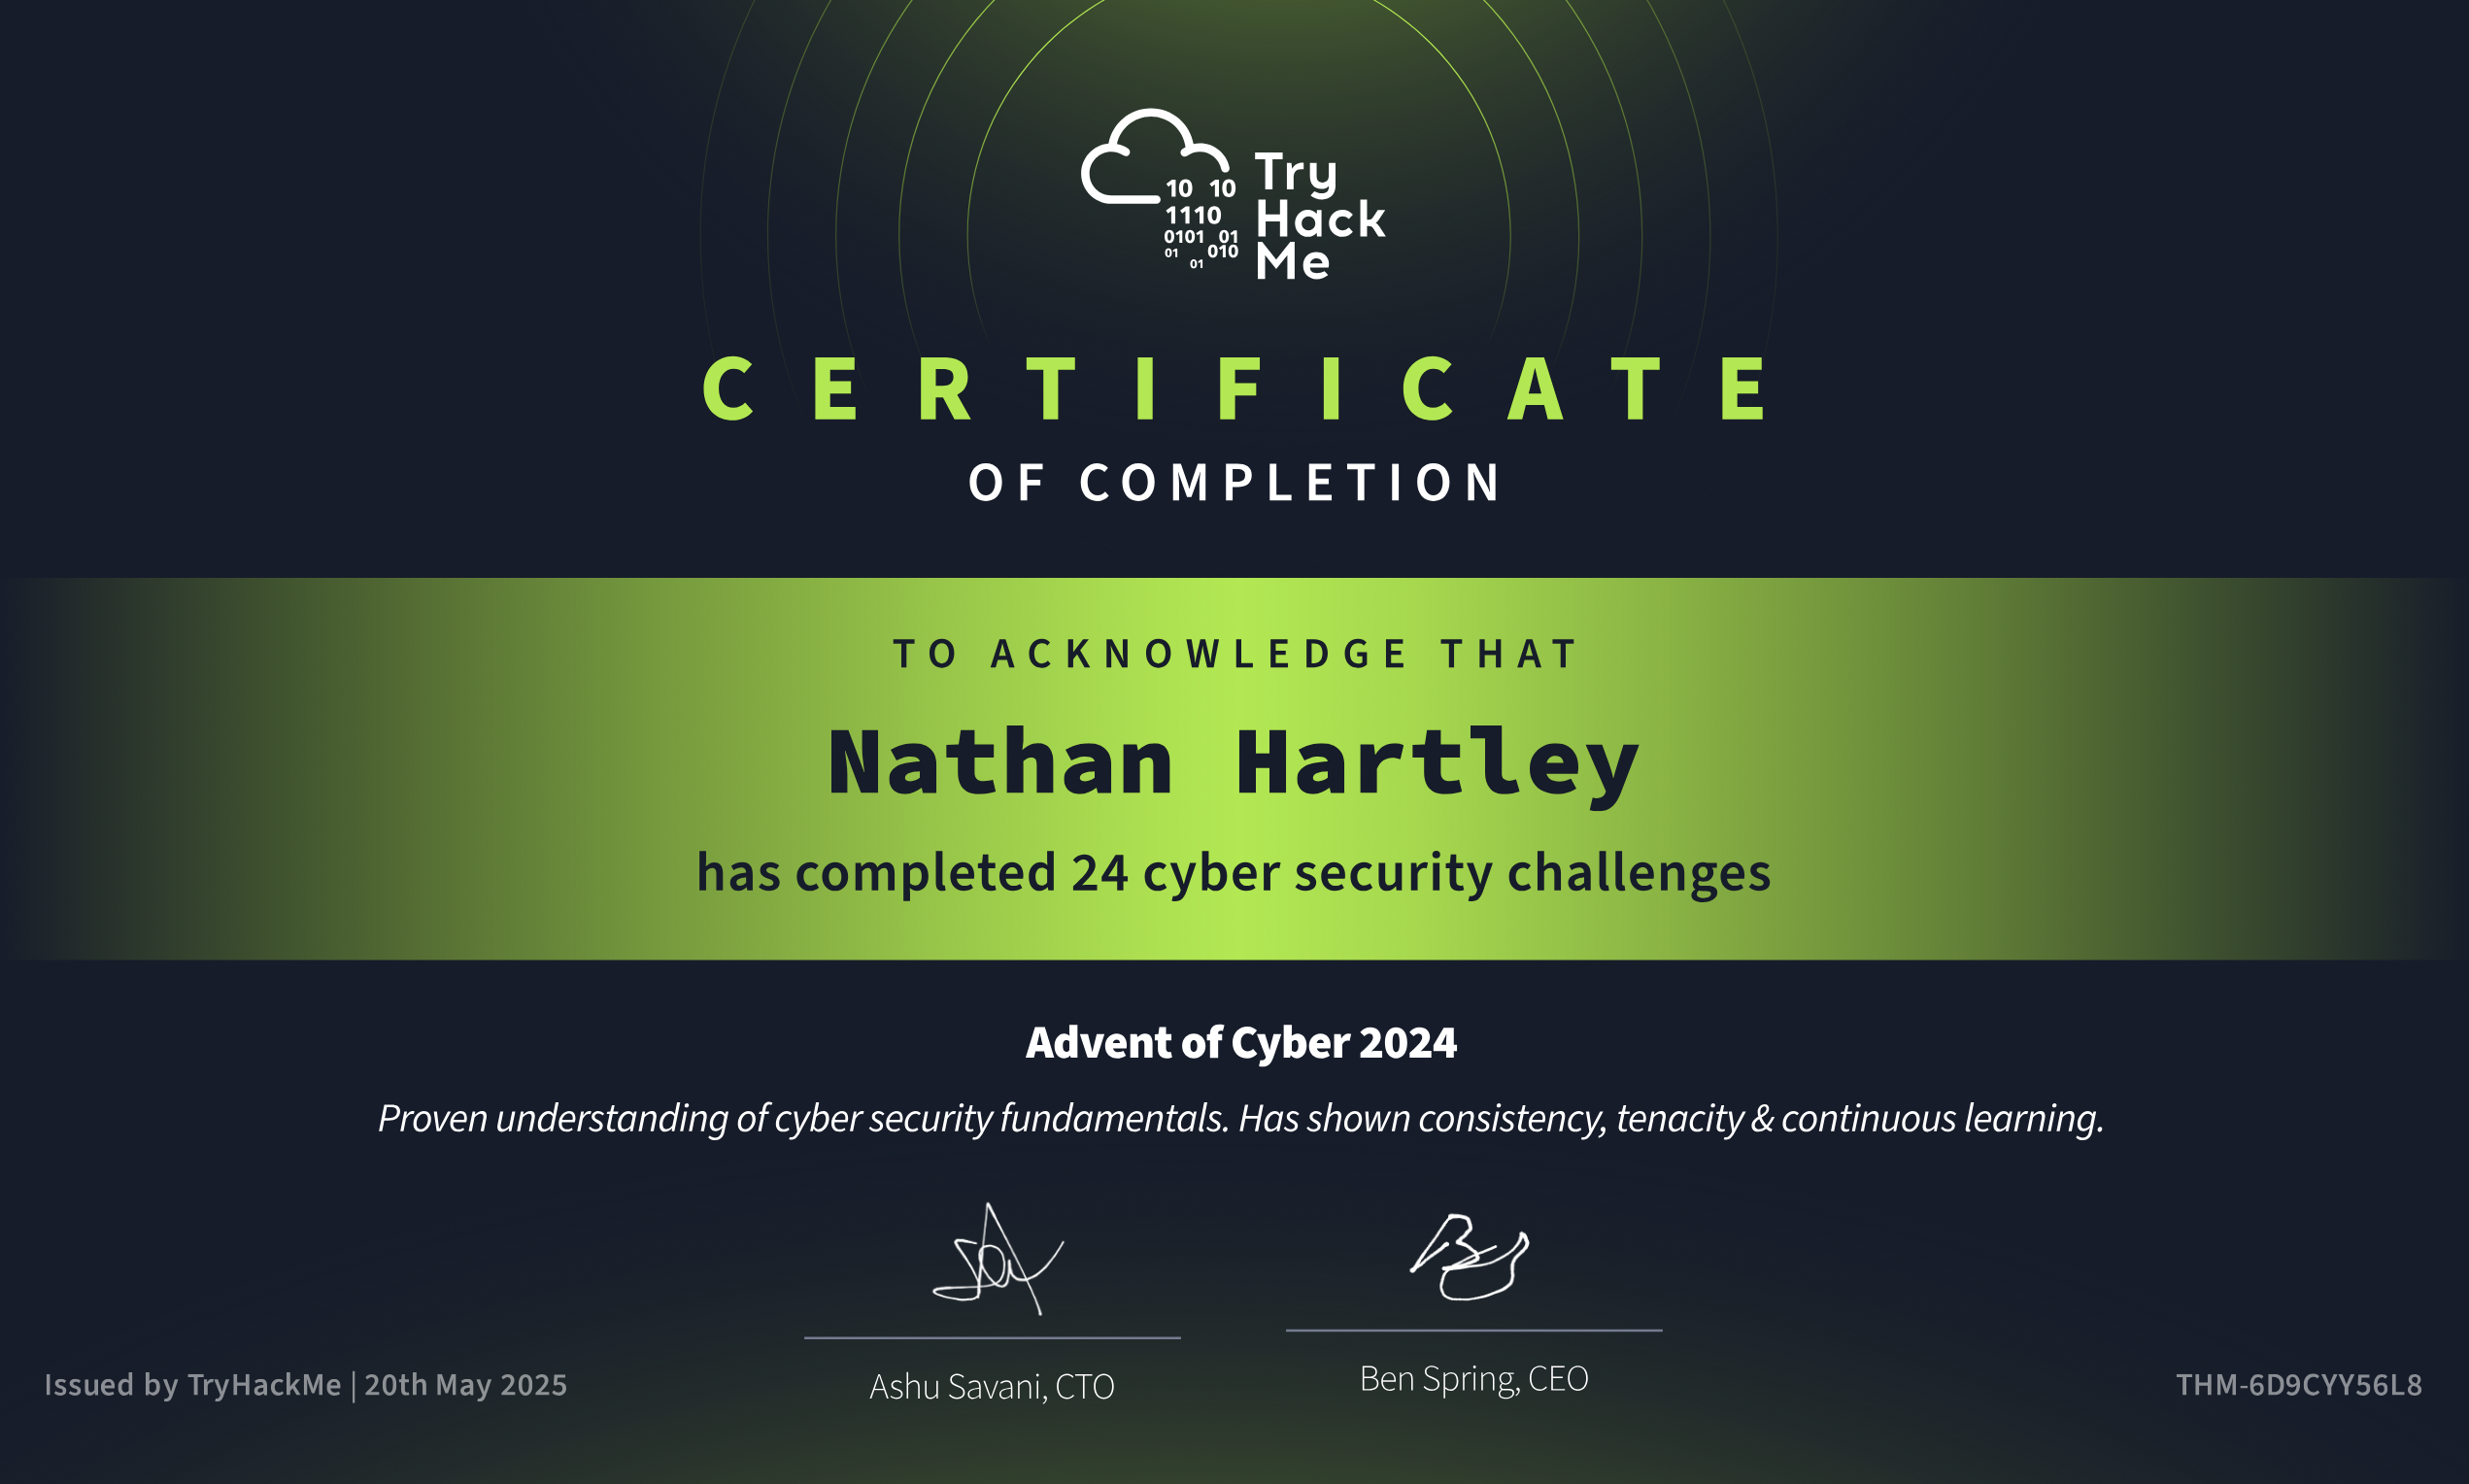 10 10
1110
0101 01
01 010
01
Try
Hack
Me
CERTIFICATE
OF COMPLETION
TO ACKNOWLEDGE THAT
Nathan Hartley
has completed 24 cyber security challenges
Advent of Cyber 2024
Proven understanding of cyber security fundamentals. Has shown consistency, tenacity & continuous learning.
Ashu Savani, CTO
Ben Spring, CEO
Issued by TryHackMe | 20th May 2025
THM-6D9CYY56L8